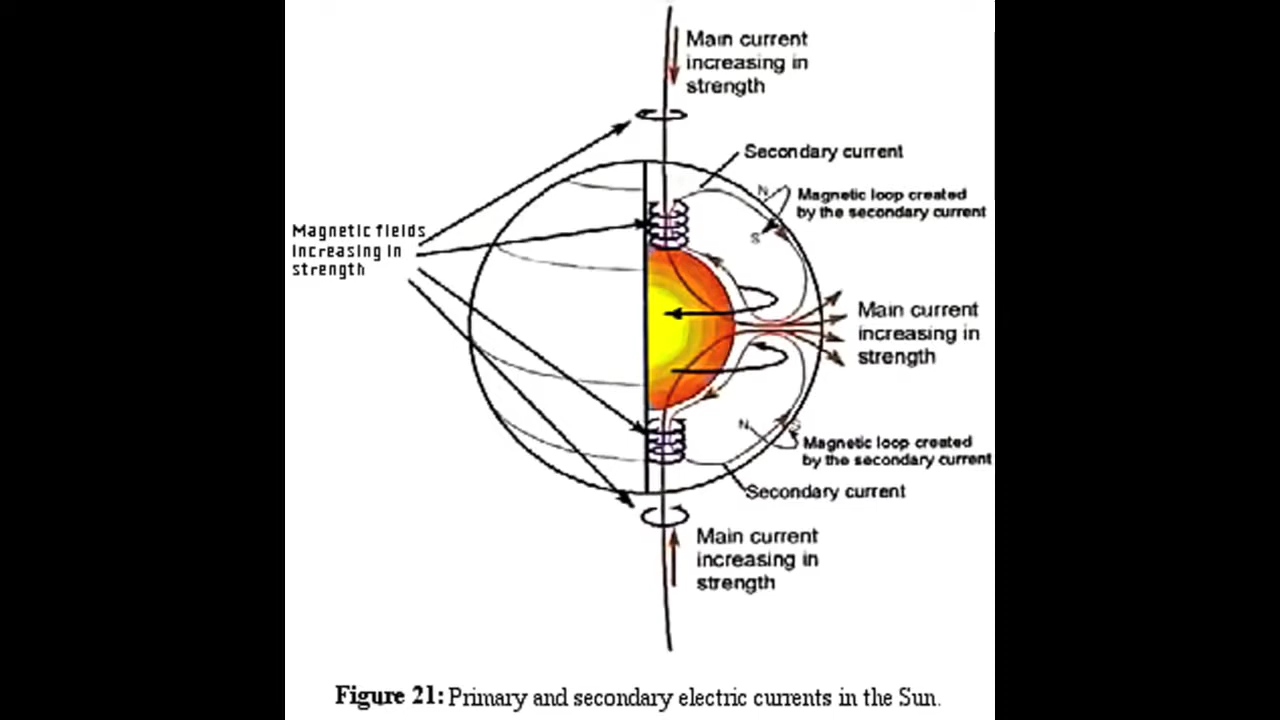 Main current
increasing in
strength
Secondary current
N
Magnetic loop created
by the secondary current
S
Magnetic fields
increasing in
strength
Main current
increasing in
strength
N
S
Magnetic loop created
by the secondary current
Secondary current
Main current
increasing in
strength
Figure 21: Primary and secondary electric currents in the Sun.